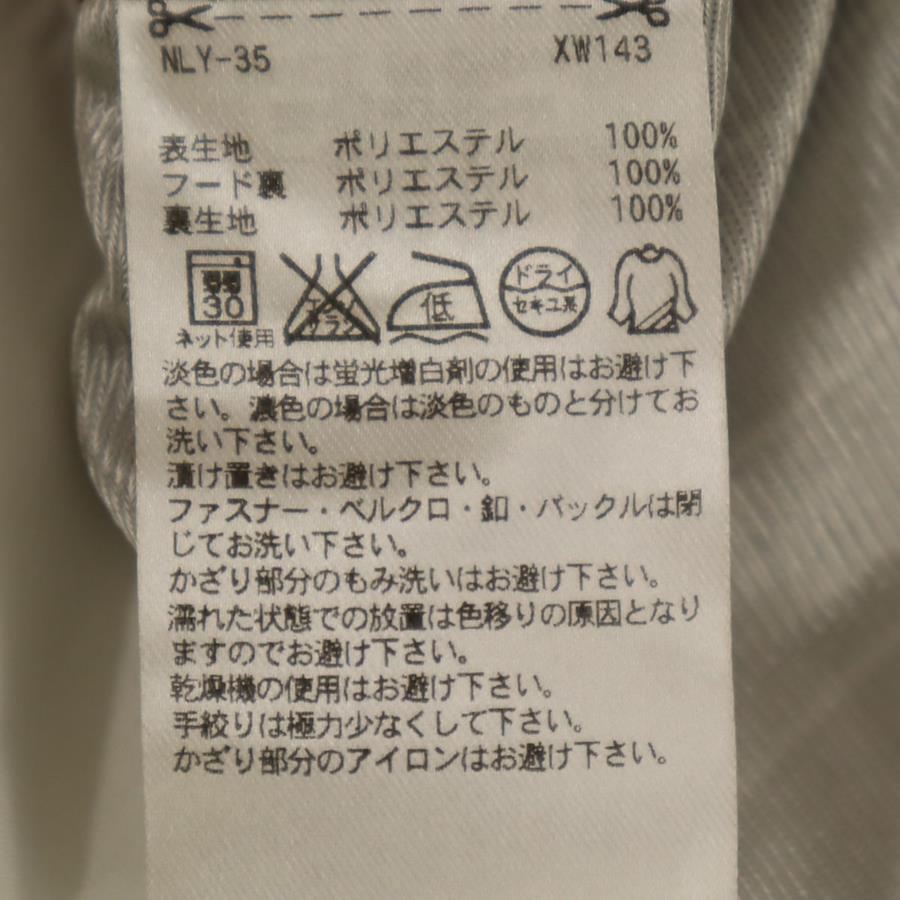 NLY-35 XW143
表生地 ポリエステル 100%
フード裏 ポリエステル 100%
裏生地 ポリエステル 100%
弱 30 エンソ サラシ 低 ドライ セキユ系
ネット使用
淡色の場合は蛍光増白剤の使用はお避け下
さい。濃色の場合は淡色のものと分けてお
洗い下さい。
漬け置きはお避け下さい。
ファスナー・ベルクロ・釦・バックルは閉
じてお洗い下さい。
かざり部分のもみ洗いはお避け下さい。
濡れた状態での放置は色移りの原因となり
ますのでお避け下さい。
乾燥機の使用はお避け下さい。
手絞りは極力少なくして下さい。
かざり部分のアイロンはお避け下さい。